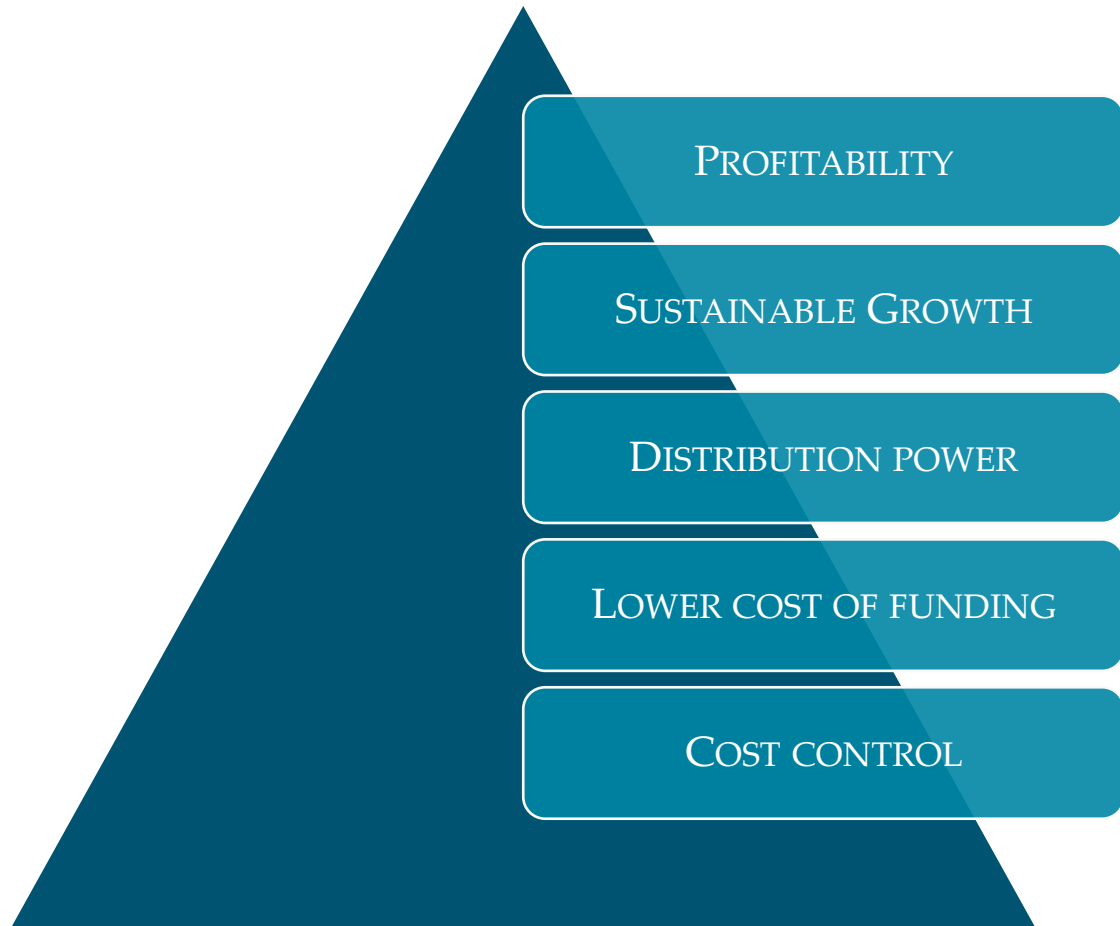 Profitability
Sustainable Growth
Distribution power
Lower cost of funding
Cost control